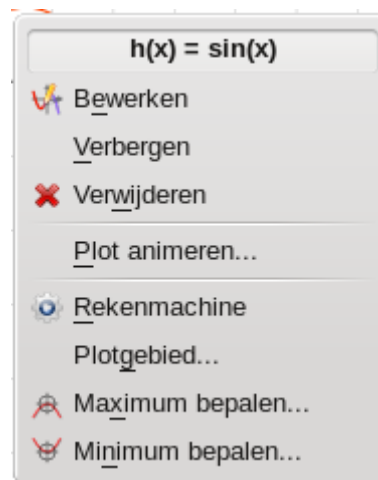 h(x) = sin(x)
Bewerken
Verbergen
Verwijderen
Plot animeren...
Rekenmachine
Plotgebied...
Maximum bepalen...
Minimum bepalen...